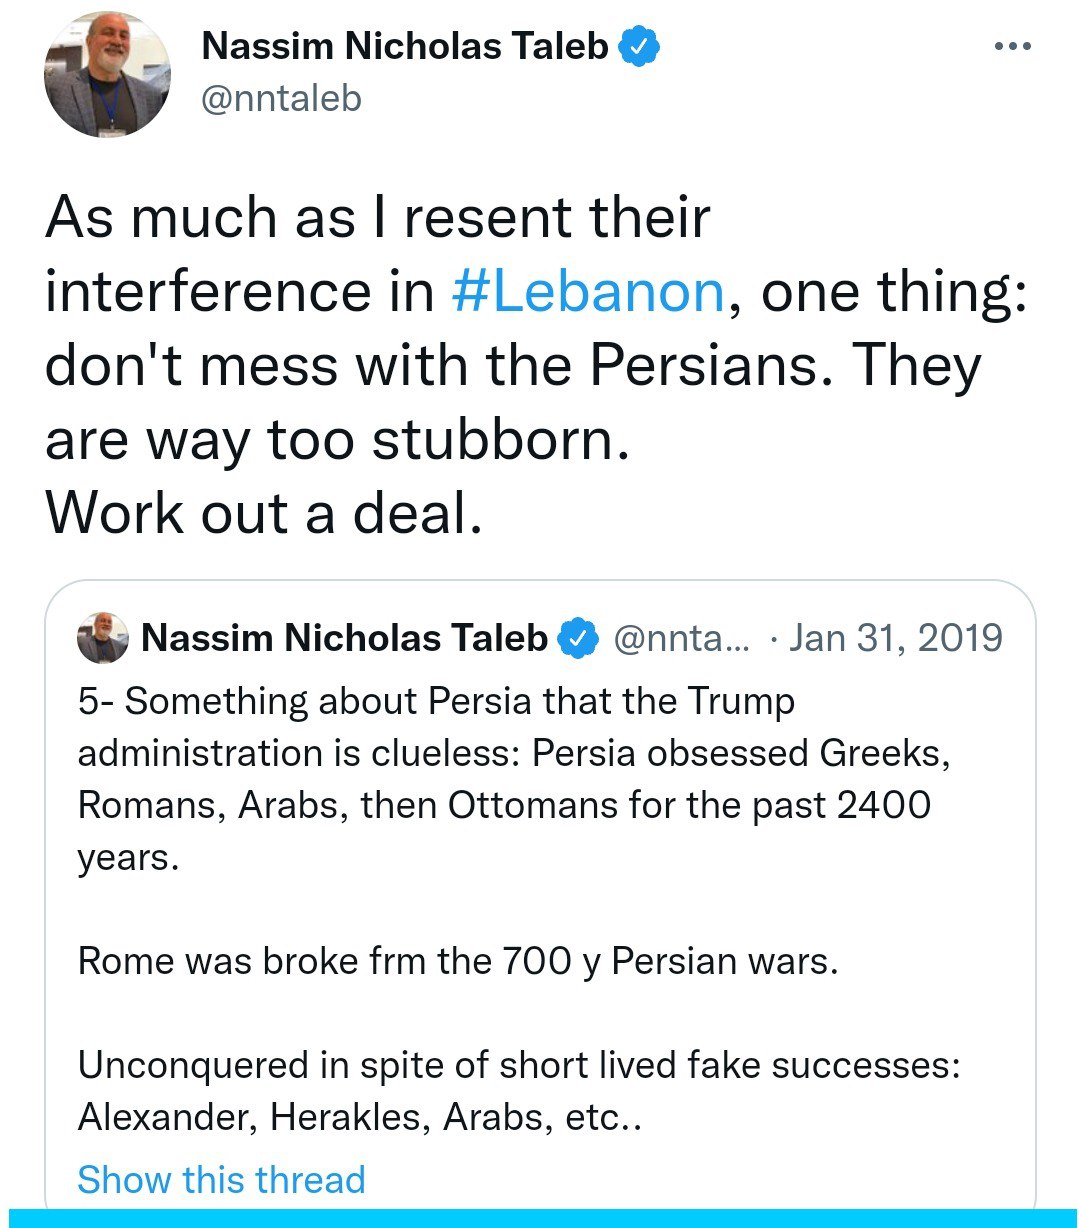 Nassim Nicholas Taleb
@nntaleb
As much as I resent their
interference in #Lebanon, one thing:
don't mess with the Persians. They
are way too stubborn.
Work out a deal.
Nassim Nicholas Taleb @nnta... · Jan 31, 2019
5- Something about Persia that the Trump
administration is clueless: Persia obsessed Greeks,
Romans, Arabs, then Ottomans for the past 2400
years.
Rome was broke frm the 700 y Persian wars.
Unconquered in spite of short lived fake successes:
Alexander, Herakles, Arabs, etc..
Show this thread